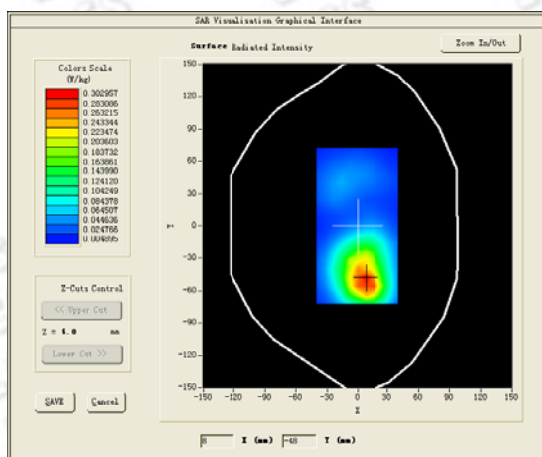 SAR Visualisation Graphical Interface
Surface Radiated Intensity
Zoom In/Out
Colors Scale
(W/kg)
0.302957
0.283086
0.263215
0.243344
0.223474
0.203603
0.183732
0.163861
0.143990
0.124120
0.104249
0.084378
0.064507
0.044636
0.024766
0.004895
Z-Cuts Control
<< Upper Cut
Z = 4.0 mm
Lower Cut >>
SAVE
Cancel
150
120
90
60
30
0
-30
-60
-90
-120
-150
Y
-150 -120 -90 -60 -30 0 30 60 90 120 150
X
8 X (mm) -48 Y (mm)